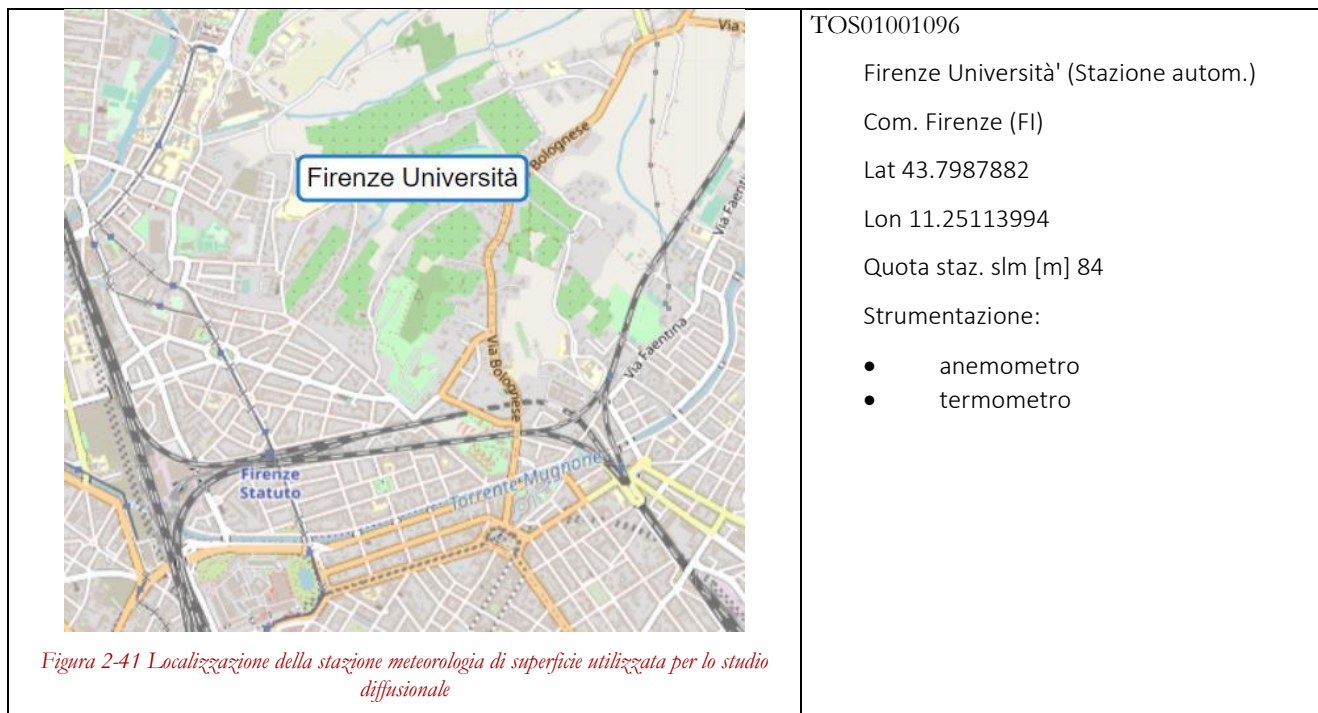 Via S
Via Faentina
Bolognese
Firenze Università
Via Faentina
Via Bolognese
Firenze
Statuto
Torrente Mugnone
Figura 2-41 Localizzazione della stazione meteorologia di superficie utilizzata per lo studio
diffusionale
TOS01001096
Firenze Università' (Stazione autom.)
Com. Firenze (FI)
Lat 43.7987882
Lon 11.25113994
Quota staz. slm [m] 84
Strumentazione:
• anemometro
• termometro